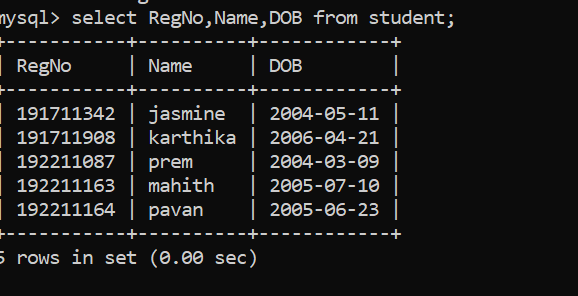 mysql> select RegNo,Name,DOB from student;
+-----------+----------+------------+
| RegNo     | Name     | DOB        |
+-----------+----------+------------+
| 191711342 | jasmine  | 2004-05-11 |
| 191711908 | karthika | 2006-04-21 |
| 192211087 | prem     | 2004-03-09 |
| 192211163 | mahith   | 2005-07-10 |
| 192211164 | pavan    | 2005-06-23 |
+-----------+----------+------------+
5 rows in set (0.00 sec)